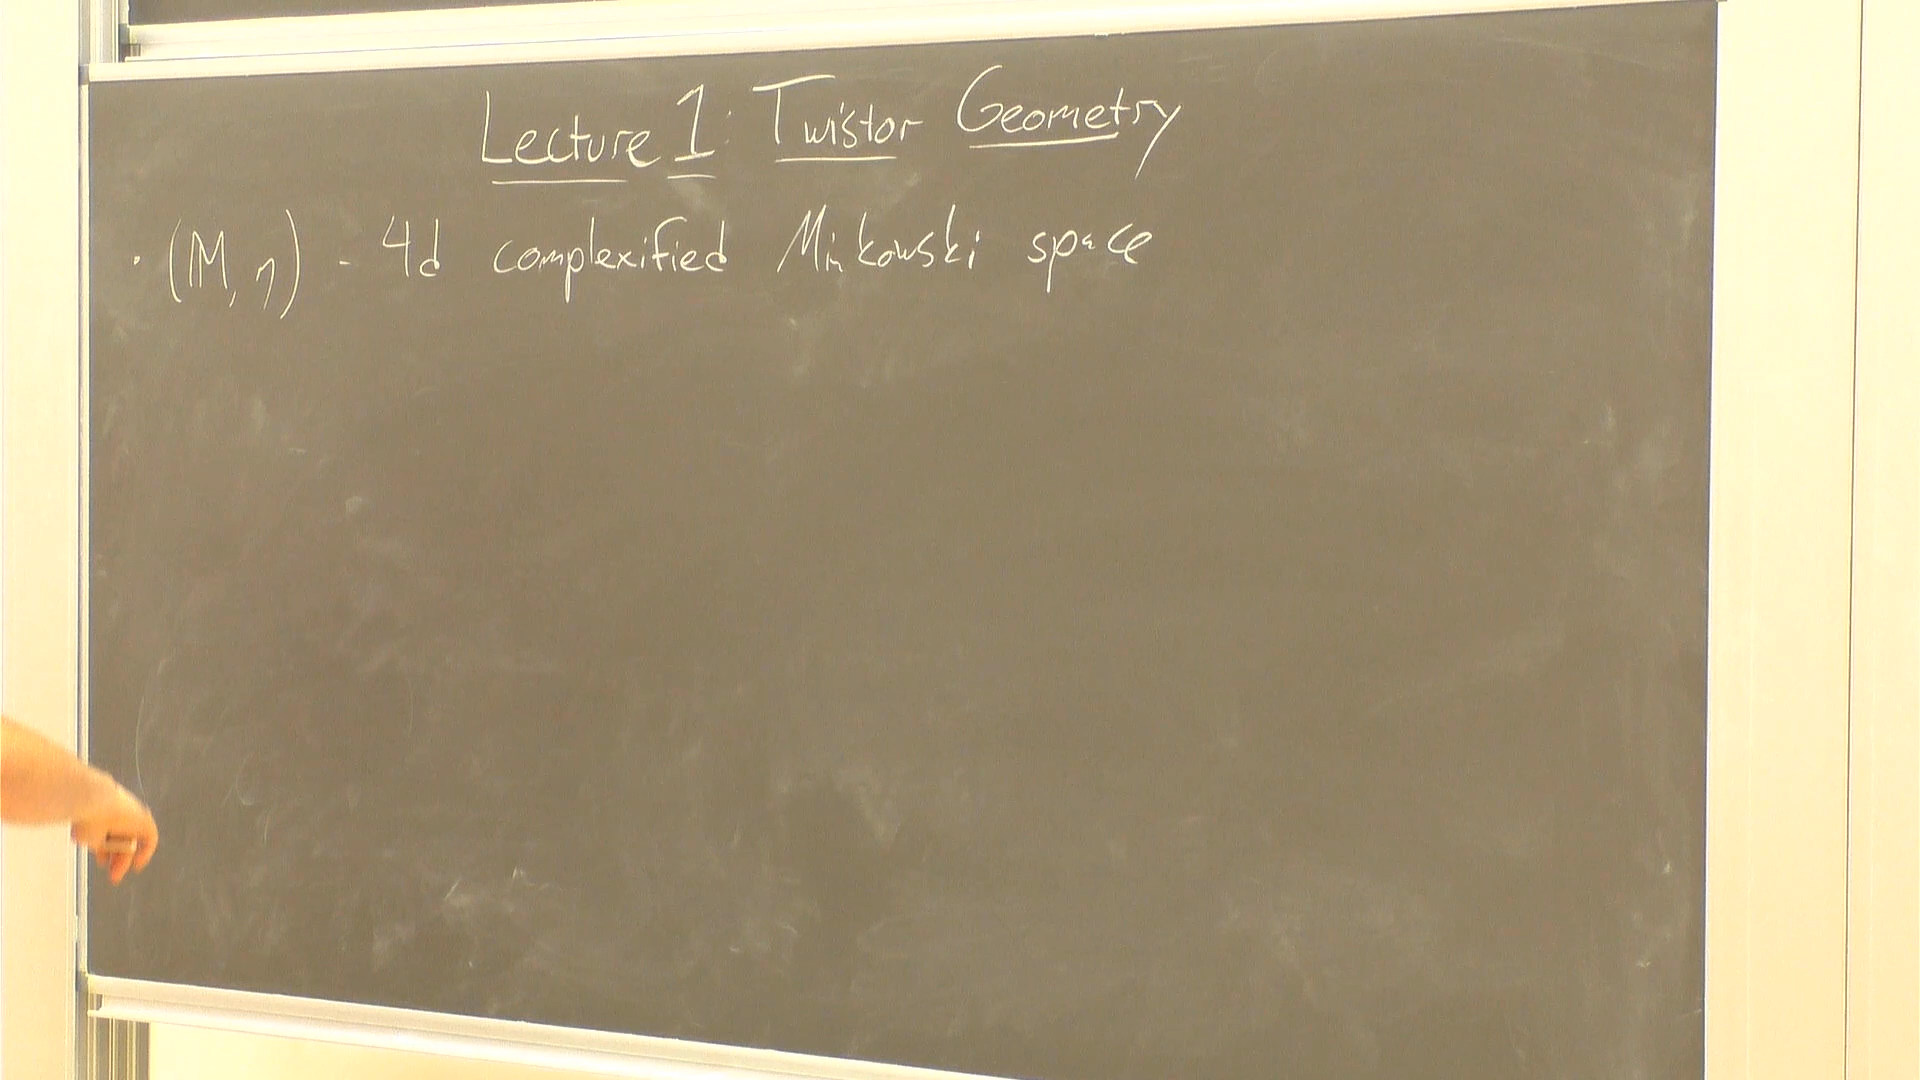 Lecture 1: Twistor Geometry
· (M, η) - 4d complexified Minkowski space